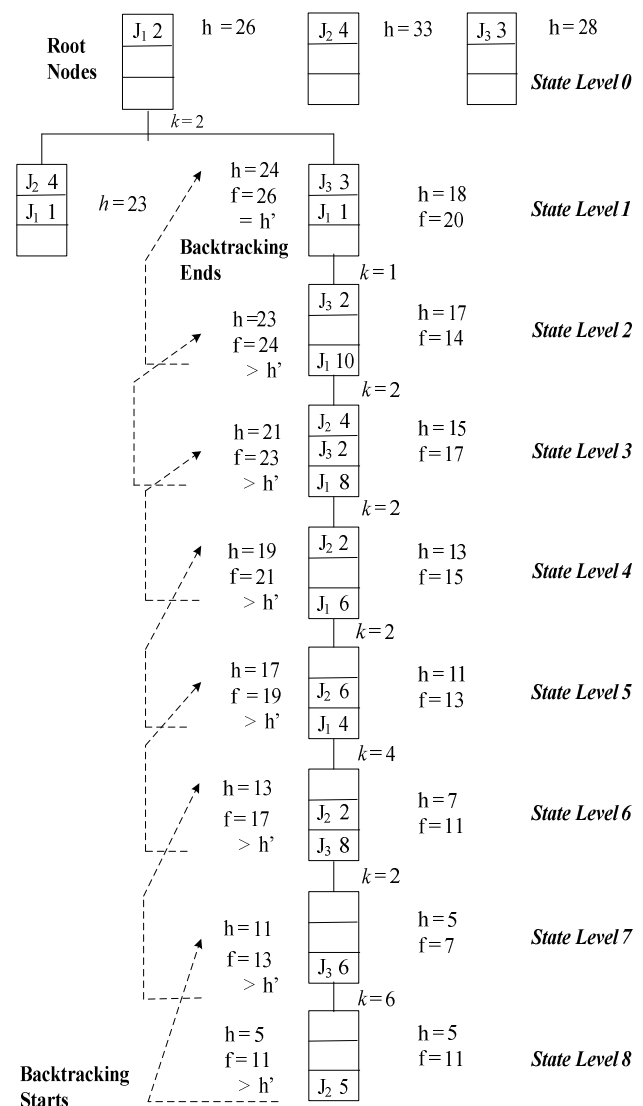 Root
Nodes
J₁ 2
h = 26
J₂ 4
h = 33
J₃ 3
h = 28
State Level 0
k = 2
J₂ 4
J₁ 1
h = 23
h = 24
f = 26
= h’
J₃ 3
J₁ 1
h = 18
f = 20
State Level 1
Backtracking
Ends
k = 1
h =23
f = 24
> h’
J₃ 2
J₁ 10
h = 17
f = 14
State Level 2
k = 2
h = 21
f = 23
> h’
J₂ 4
J₃ 2
J₁ 8
h = 15
f = 17
State Level 3
k = 2
h = 19
f = 21
> h’
J₂ 2
J₁ 6
h = 13
f = 15
State Level 4
k = 2
h = 17
f = 19
> h’
J₂ 6
J₁ 4
h = 11
f = 13
State Level 5
k = 4
h = 13
f = 17
> h’
J₂ 2
J₃ 8
h = 7
f = 11
State Level 6
k = 2
h = 11
f = 13
> h’
J₃ 6
h = 5
f = 7
State Level 7
k = 6
h = 5
f = 11
> h’
J₂ 5
h = 5
f = 11
State Level 8
Backtracking
Starts